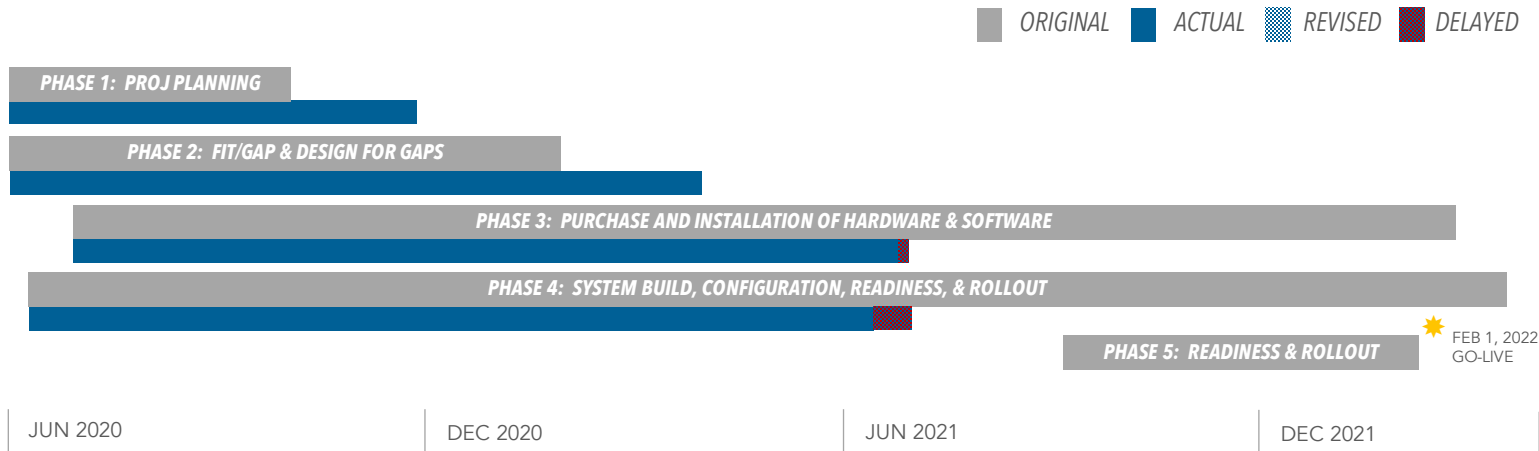 ORIGINAL ACTUAL REVISED DELAYED
PHASE 1: PROJ PLANNING
PHASE 2: FIT/GAP & DESIGN FOR GAPS
PHASE 3: PURCHASE AND INSTALLATION OF HARDWARE & SOFTWARE
PHASE 4: SYSTEM BUILD, CONFIGURATION, READINESS, & ROLLOUT
PHASE 5: READINESS & ROLLOUT
FEB 1, 2022
GO-LIVE
JUN 2020 DEC 2020 JUN 2021 DEC 2021